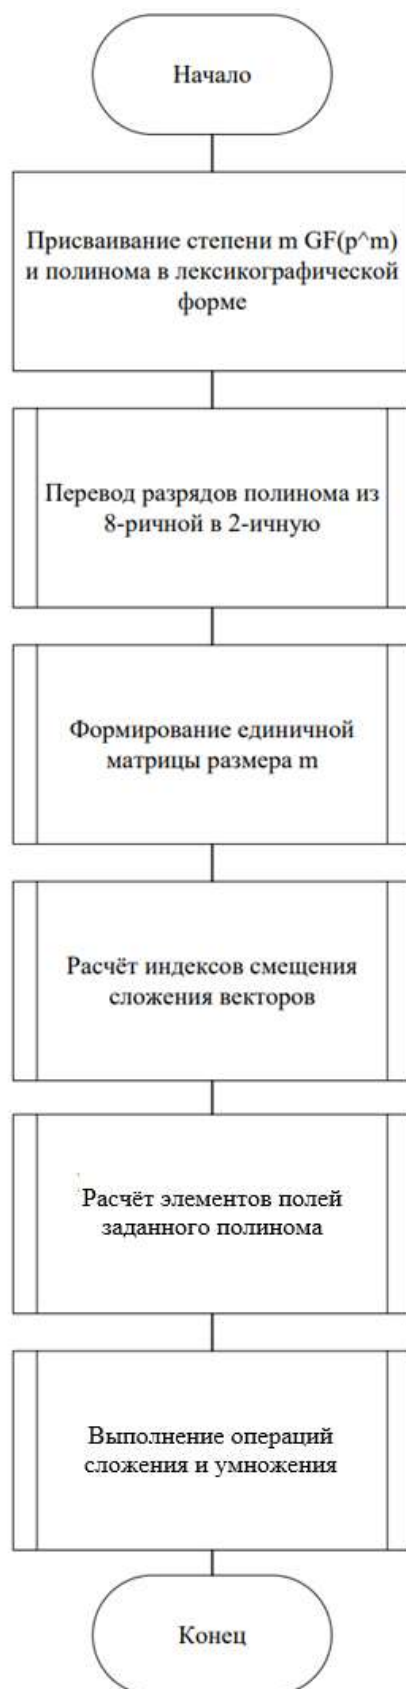 Начало
Присваивание степени m GF(p^m)
и полинома в лексикографической
форме
Перевод разрядов полинома из
8-ричной в 2-ичную
Формирование единичной
матрицы размера m
Расчёт индексов смещения
сложения векторов
Расчёт элементов полей
заданного полинома
Выполнение операций
сложения и умножения
Конец